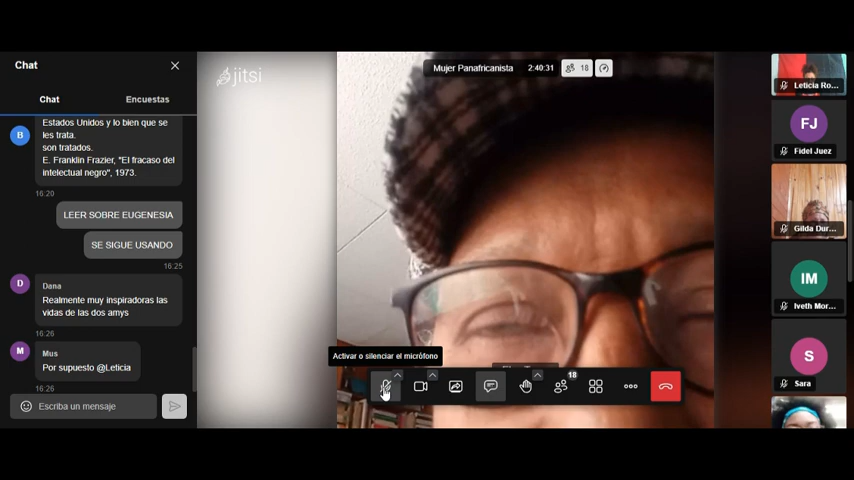 Chat
Chat
Encuestas
Estados Unidos y lo bien que se
les trata.
son tratados.
E. Franklin Frazier, "El fracaso del
intelectual negro", 1973.
B
16:20
LEER SOBRE EUGENESIA
SE SIGUE USANDO
16:25
D
Dana
Realmente muy inspiradoras las
vidas de las dos amys
16:26
M
Mus
Por supuesto @Leticia
16:26
Escriba un mensaje
jitsi
Mujer Panafricanista
2:40:31
18
Activar o silenciar el micrófono
18
Leticia Ro...
FJ
Fidel Juez
Gilda Dur...
IM
Iveth Mor...
S
Sara